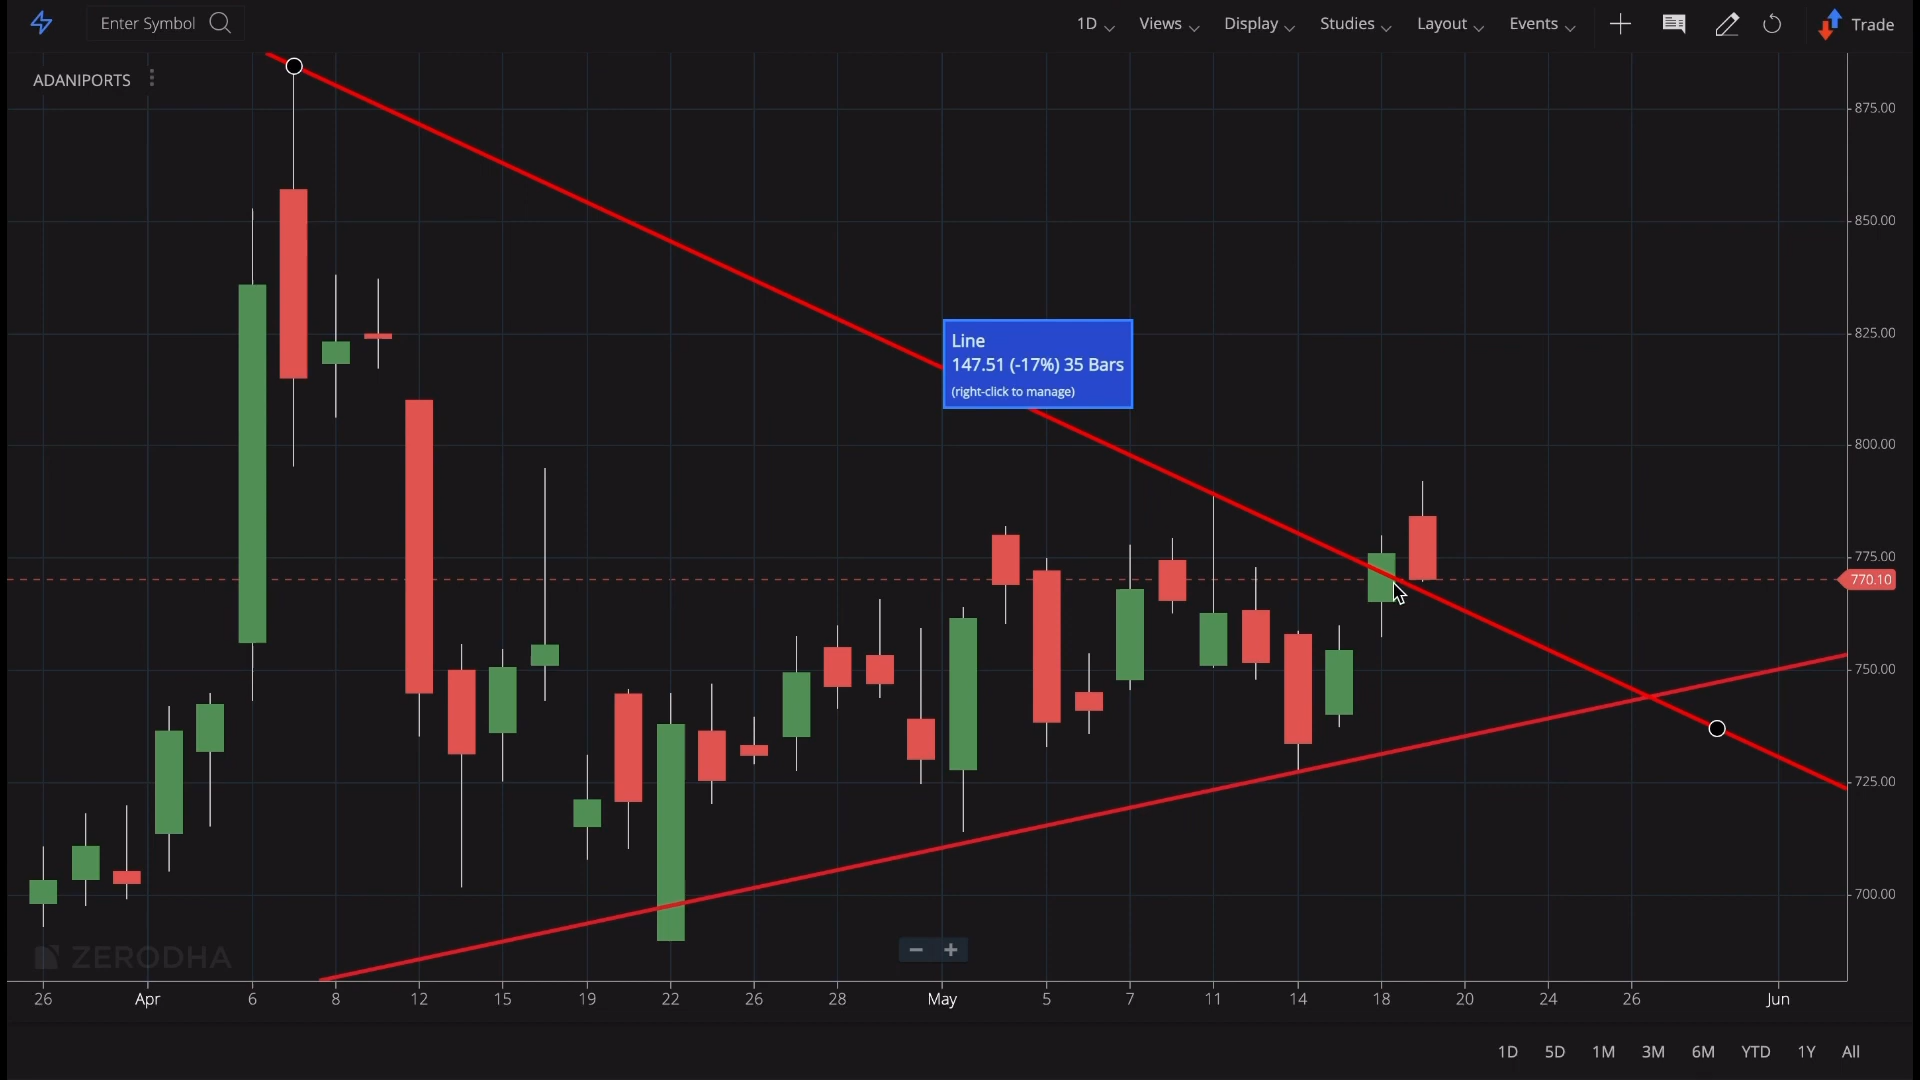 Enter Symbol
1D Views Display Studies Layout Events Trade
ADANIPORTS
875.00
850.00
825.00
Line
147.51 (-17%) 35 Bars
(right-click to manage)
800.00
775.00
770.10
750.00
725.00
700.00
ZERODHA
26 Apr 6 8 12 15 19 22 26 28 May 5 7 11 14 18 20 24 26 Jun
1D 5D 1M 3M 6M YTD 1Y All